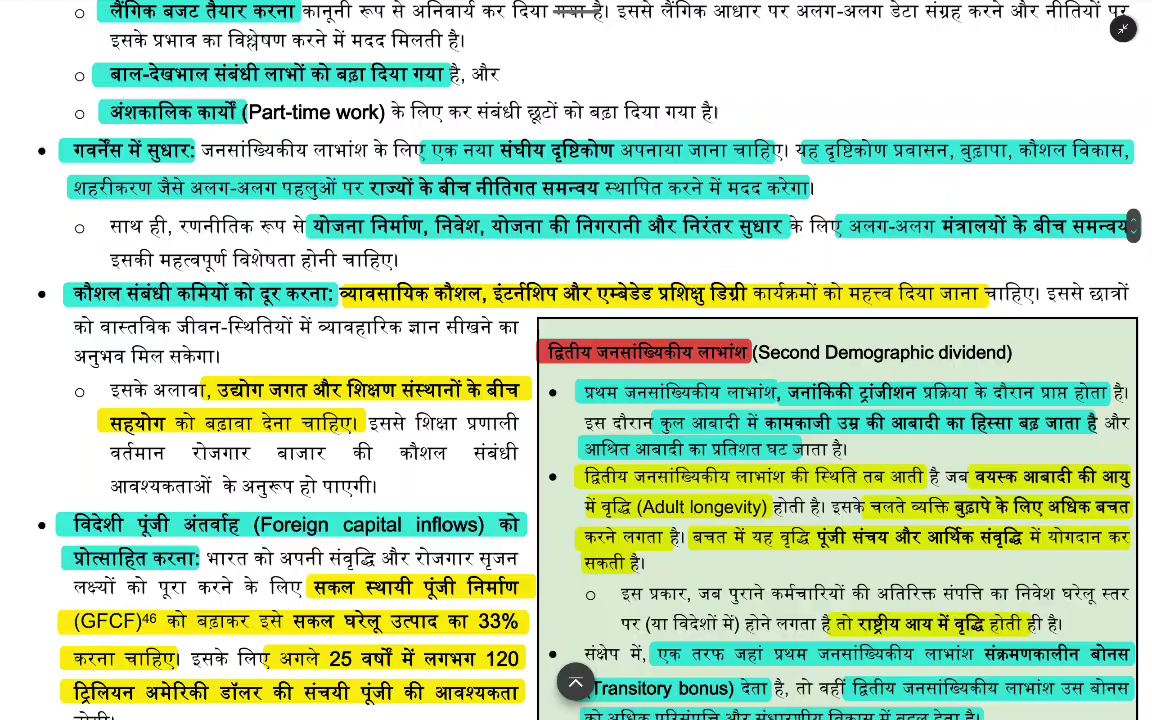 ○ लैंगिक बजट तैयार करना कानूनी रूप से अनिवार्य कर दिया है। इससे लैंगिक आधार पर अलग-अलग डेटा संग्रह करने और नीतियों पर
इसके प्रभाव का विश्लेषण करने में मदद मिलती है।
○ बाल-देखभाल संबंधी लाभों को बढ़ा दिया गया है, और
○ अंशकालिक कार्यों (Part-time work) के लिए कर संबंधी छूटों को बढ़ा दिया गया है।
• गवर्नेंस में सुधार: जनसांख्यिकीय लाभांश के लिए एक नया संघीय दृष्टिकोण अपनाया जाना चाहिए। यह दृष्टिकोण प्रवासन, बुढ़ापा, कौशल विकास,
शहरीकरण जैसे अलग-अलग पहलुओं पर राज्यों के बीच नीतिगत समन्वय स्थापित करने में मदद करेगा।
○ साथ ही, रणनीतिक रूप से योजना निर्माण, निवेश, योजना की निगरानी और निरंतर सुधार के लिए अलग-अलग मंत्रालयों के बीच समन्वय
इसकी महत्वपूर्ण विशेषता होनी चाहिए।
• कौशल संबंधी कमियों को दूर करना: व्यावसायिक कौशल, इंटर्नशिप और एम्बेडेड प्रशिक्षु डिग्री कार्यक्रमों को महत्त्व दिया जाना चाहिए। इससे छात्रों
को वास्तविक जीवन-स्थितियों में व्यावहारिक ज्ञान सीखने का
अनुभव मिल सकेगा।
○ इसके अलावा, उद्योग जगत और शिक्षण संस्थानों के बीच
सहयोग को बढ़ावा देना चाहिए। इससे शिक्षा प्रणाली
वर्तमान रोजगार बाजार की कौशल संबंधी
आवश्यकताओं के अनुरूप हो पाएगी।
• विदेशी पूंजी अंतर्वाह (Foreign capital inflows) को
प्रोत्साहित करना: भारत को अपनी संवृद्धि और रोजगार सृजन
लक्ष्यों को पूरा करने के लिए सकल स्थायी पूंजी निर्माण
(GFCF)46 को बढ़ाकर इसे सकल घरेलू उत्पाद का 33%
करना चाहिए। इसके लिए अगले 25 वर्षों में लगभग 120
ट्रिलियन अमेरिकी डॉलर की संचयी पूंजी की आवश्यकता
द्वितीय जनसांख्यिकीय लाभांश (Second Demographic dividend)
• प्रथम जनसांख्यिकीय लाभांश, जनांकिकी ट्रांजीशन प्रक्रिया के दौरान प्राप्त होता है।
इस दौरान कुल आबादी में कामकाजी उम्र की आबादी का हिस्सा बढ़ जाता है और
आश्रित आबादी का प्रतिशत घट जाता है।
• द्वितीय जनसांख्यिकीय लाभांश की स्थिति तब आती है जब वयस्क आबादी की आयु
में वृद्धि (Adult longevity) होती है। इसके चलते व्यक्ति बुढ़ापे के लिए अधिक बचत
करने लगता है। बचत में यह वृद्धि पूंजी संचय और आर्थिक संवृद्धि में योगदान कर
सकती है।
○ इस प्रकार, जब पुराने कर्मचारियों की अतिरिक्त संपत्ति का निवेश घरेलू स्तर
पर (या विदेशों में) होने लगता है तो राष्ट्रीय आय में वृद्धि होती ही है।
• संक्षेप में, एक तरफ जहां प्रथम जनसांख्यिकीय लाभांश संक्रमणकालीन बोनस
(Transitory bonus) देता है, तो वहीं द्वितीय जनसांख्यिकीय लाभांश उस बोनस
को अधिक परिसंपत्ति और संधारणीय विकास में बदल देता है।